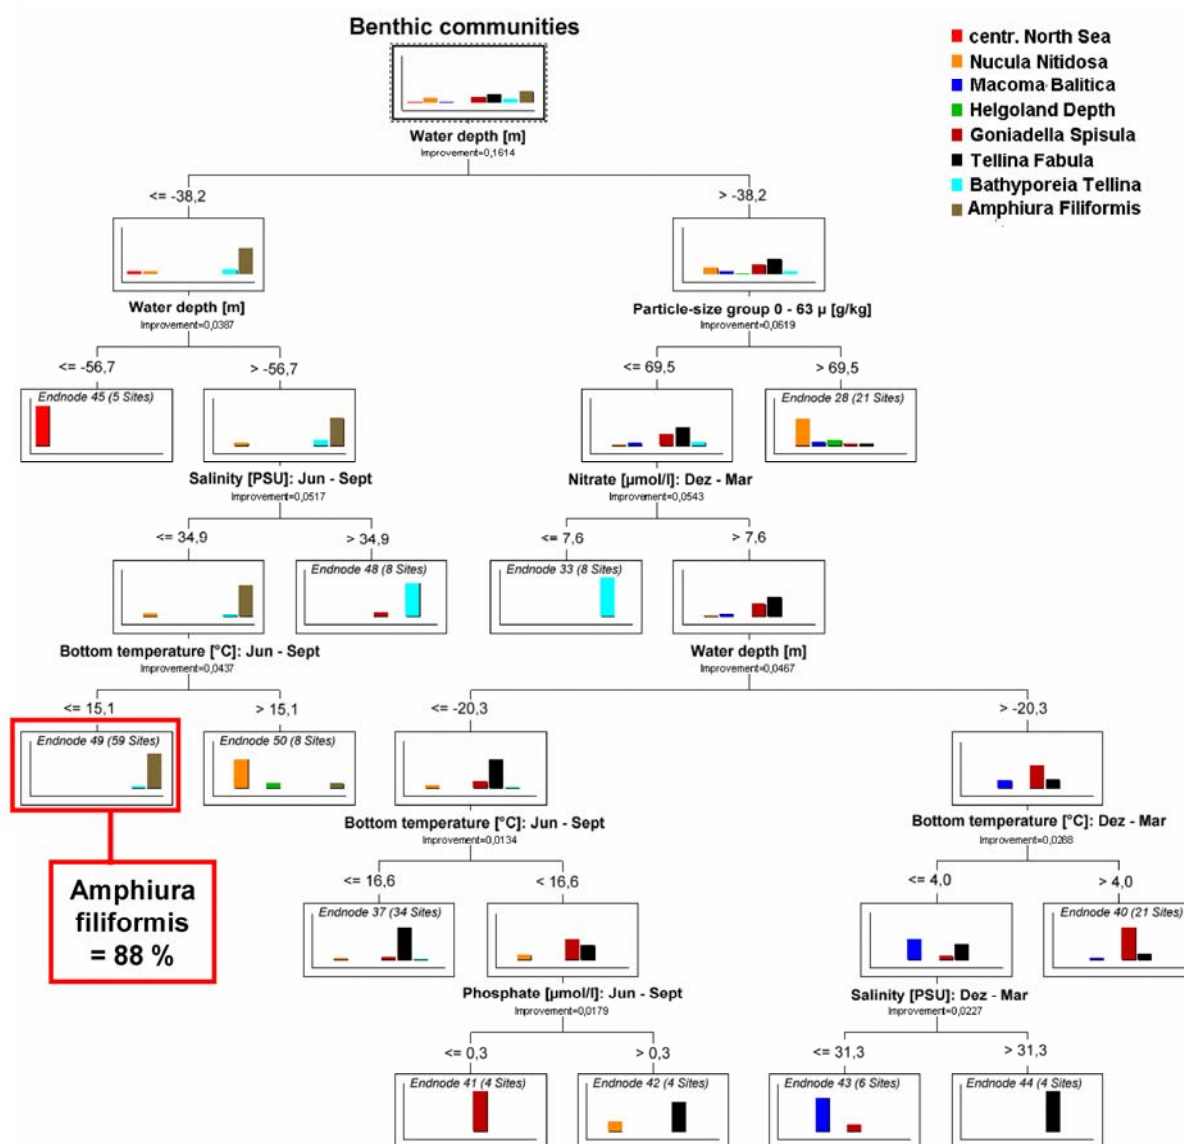 Benthic communities
centr. North Sea
Nucula Nitidosa
Macoma Balitica
Helgoland Depth
Goniadella Spisula
Tellina Fabula
Bathyporeia Tellina
Amphiura Filiformis
Water depth [m]
Improvement=0,1614
<= -38,2
> -38,2
Water depth [m]
Improvement=0,0387
Particle-size group 0 - 63 µ [g/kg]
Improvement=0,0619
<= -56,7
> -56,7
<= 69,5
> 69,5
Endnode 45 (5 Sites)
Endnode 28 (21 Sites)
Salinity [PSU]: Jun - Sept
Improvement=0,0517
Nitrate [µmol/l]: Dez - Mar
Improvement=0,0543
<= 34,9
> 34,9
<= 7,6
> 7,6
Endnode 48 (8 Sites)
Endnode 33 (8 Sites)
Bottom temperature [°C]: Jun - Sept
Improvement=0,0437
Water depth [m]
Improvement=0,0467
<= 15,1
> 15,1
<= -20,3
> -20,3
Endnode 49 (59 Sites)
Endnode 50 (8 Sites)
Bottom temperature [°C]: Jun - Sept
Improvement=0,0134
Bottom temperature [°C]: Dez - Mar
Improvement=0,0288
Amphiura
filiformis
= 88 %
<= 16,6
< 16,6
<= 4,0
> 4,0
Endnode 37 (34 Sites)
Endnode 40 (21 Sites)
Phosphate [µmol/l]: Jun - Sept
Improvement=0,0179
Salinity [PSU]: Dez - Mar
Improvement=0,0227
<= 0,3
> 0,3
<= 31,3
> 31,3
Endnode 41 (4 Sites)
Endnode 42 (4 Sites)
Endnode 43 (6 Sites)
Endnode 44 (4 Sites)